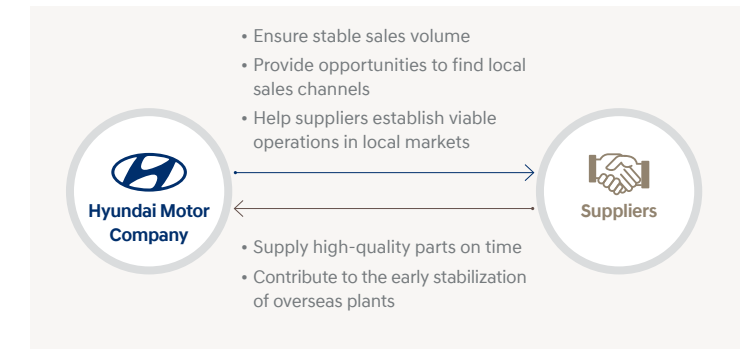 • Ensure stable sales volume
• Provide opportunities to find local
sales channels
• Help suppliers establish viable
operations in local markets
Hyundai Motor
Company
Suppliers
• Supply high-quality parts on time
• Contribute to the early stabilization
of overseas plants